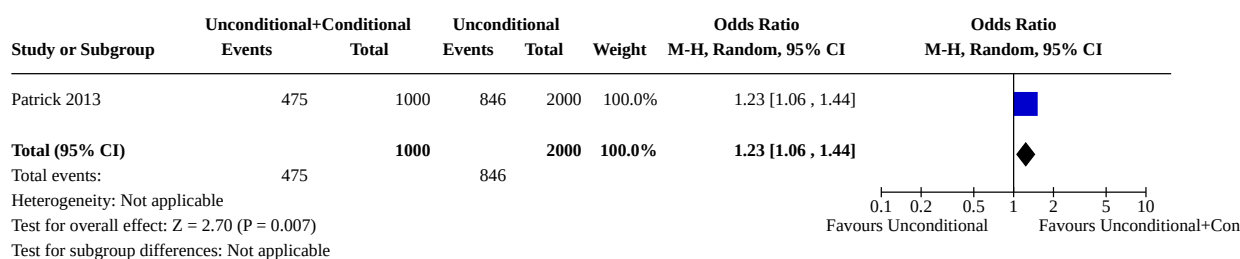 Unconditional+Conditional Unconditional Odds Ratio Odds Ratio
Study or Subgroup Events Total Events Total Weight M-H, Random, 95% CI M-H, Random, 95% CI
Patrick 2013 475 1000 846 2000 100.0% 1.23 [1.06 , 1.44]
Total (95% CI) 1000 2000 100.0% 1.23 [1.06 , 1.44]
Total events: 475 846
Heterogeneity: Not applicable
0.1 0.2 0.5 1 2 5 10
Test for overall effect: Z = 2.70 (P = 0.007) Favours Unconditional Favours Unconditional+Con
Test for subgroup differences: Not applicable